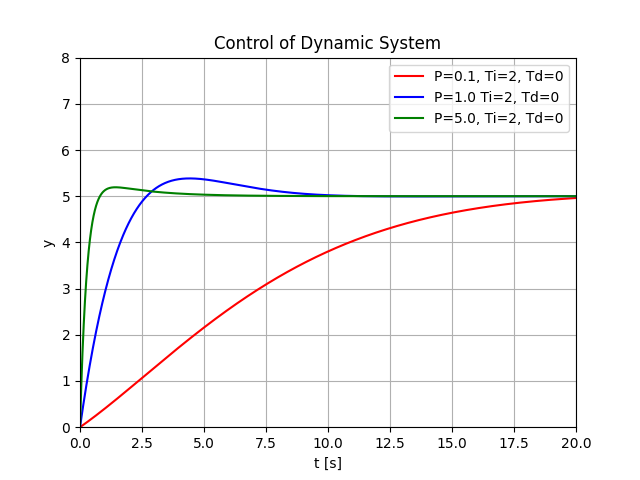 Control of Dynamic System
P=0.1, Ti=2, Td=0
P=1.0 Ti=2, Td=0
P=5.0, Ti=2, Td=0
8
7
6
5
4
3
2
1
0
y
0.0 2.5 5.0 7.5 10.0 12.5 15.0 17.5 20.0
t [s]